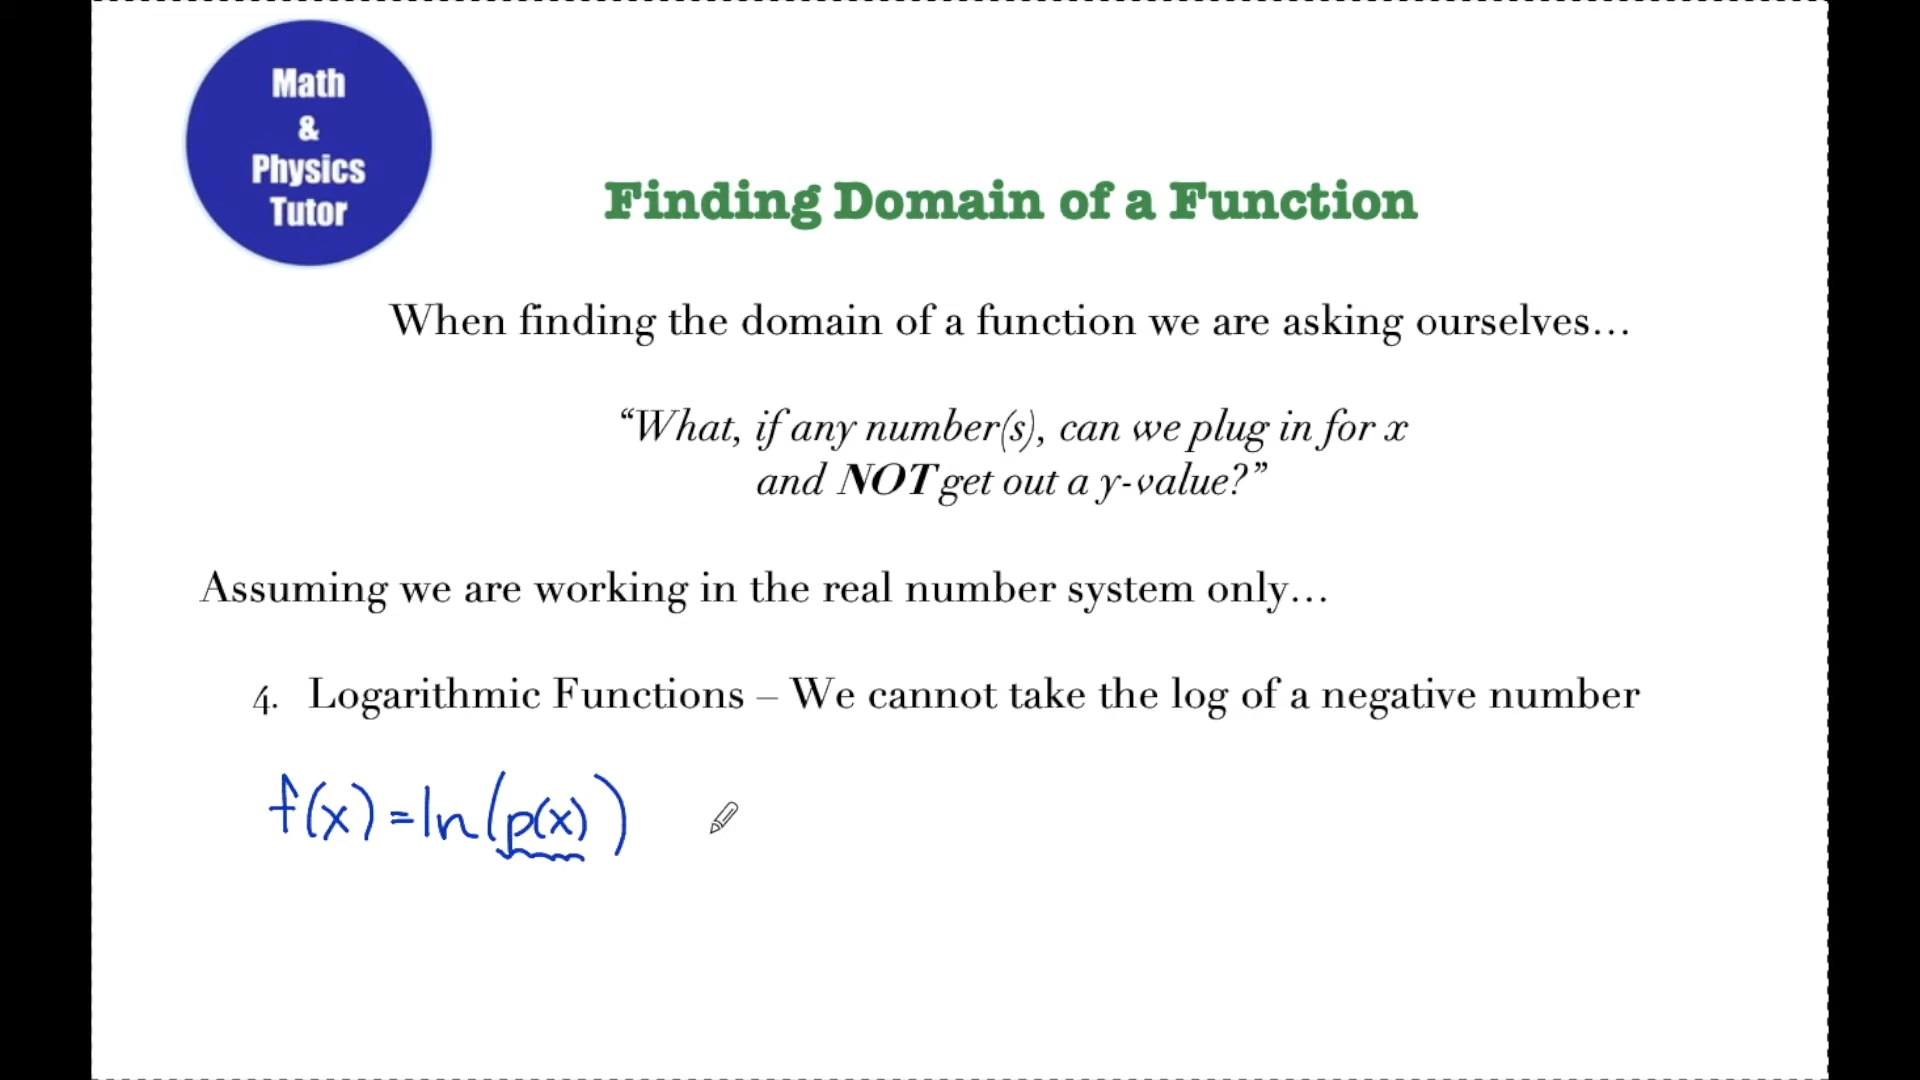 Math
&
Physics
Tutor
Finding Domain of a Function
When finding the domain of a function we are asking ourselves…
“What, if any number(s), can we plug in for x
and NOT get out a y-value?”
Assuming we are working in the real number system only…
4. Logarithmic Functions – We cannot take the log of a negative number
f(x) = ln(p(x))